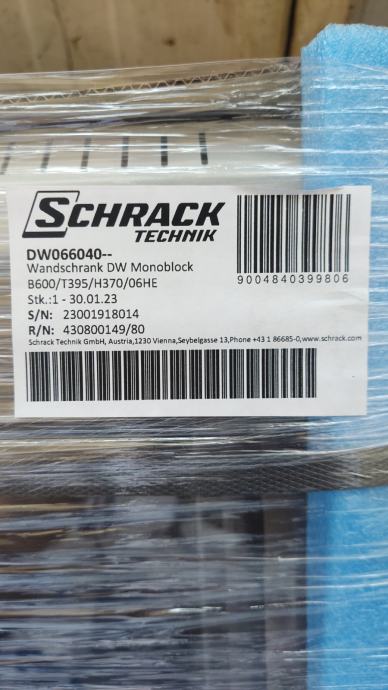 SCHRACK
TECHNIK
DW066040--
Wandschrank DW Monoblock
B600/T395/H370/06HE
Stk.:1 - 30.01.23
S/N: 23001918014
R/N: 430800149/80
9004840399806
Schrack Technik GmbH, Austria,1230 Vienna,Seybelgasse 13,Phone +43 1 86685-0,www.schrack.com